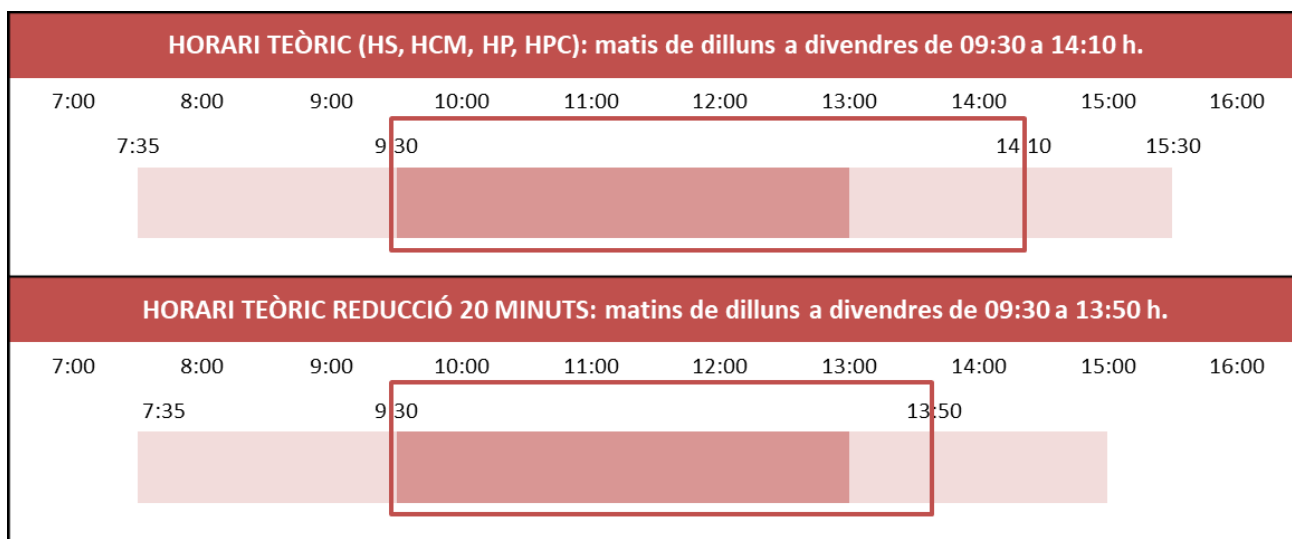 HORARI TEÒRIC (HS, HCM, HP, HPC): matis de dilluns a divendres de 09:30 a 14:10 h.
7:00 8:00 9:00 10:00 11:00 12:00 13:00 14:00 15:00 16:00
7:35 9:30 14:10 15:30
HORARI TEÒRIC REDUCCIÓ 20 MINUTS: matins de dilluns a divendres de 09:30 a 13:50 h.
7:00 8:00 9:00 10:00 11:00 12:00 13:00 14:00 15:00 16:00
7:35 9:30 13:50